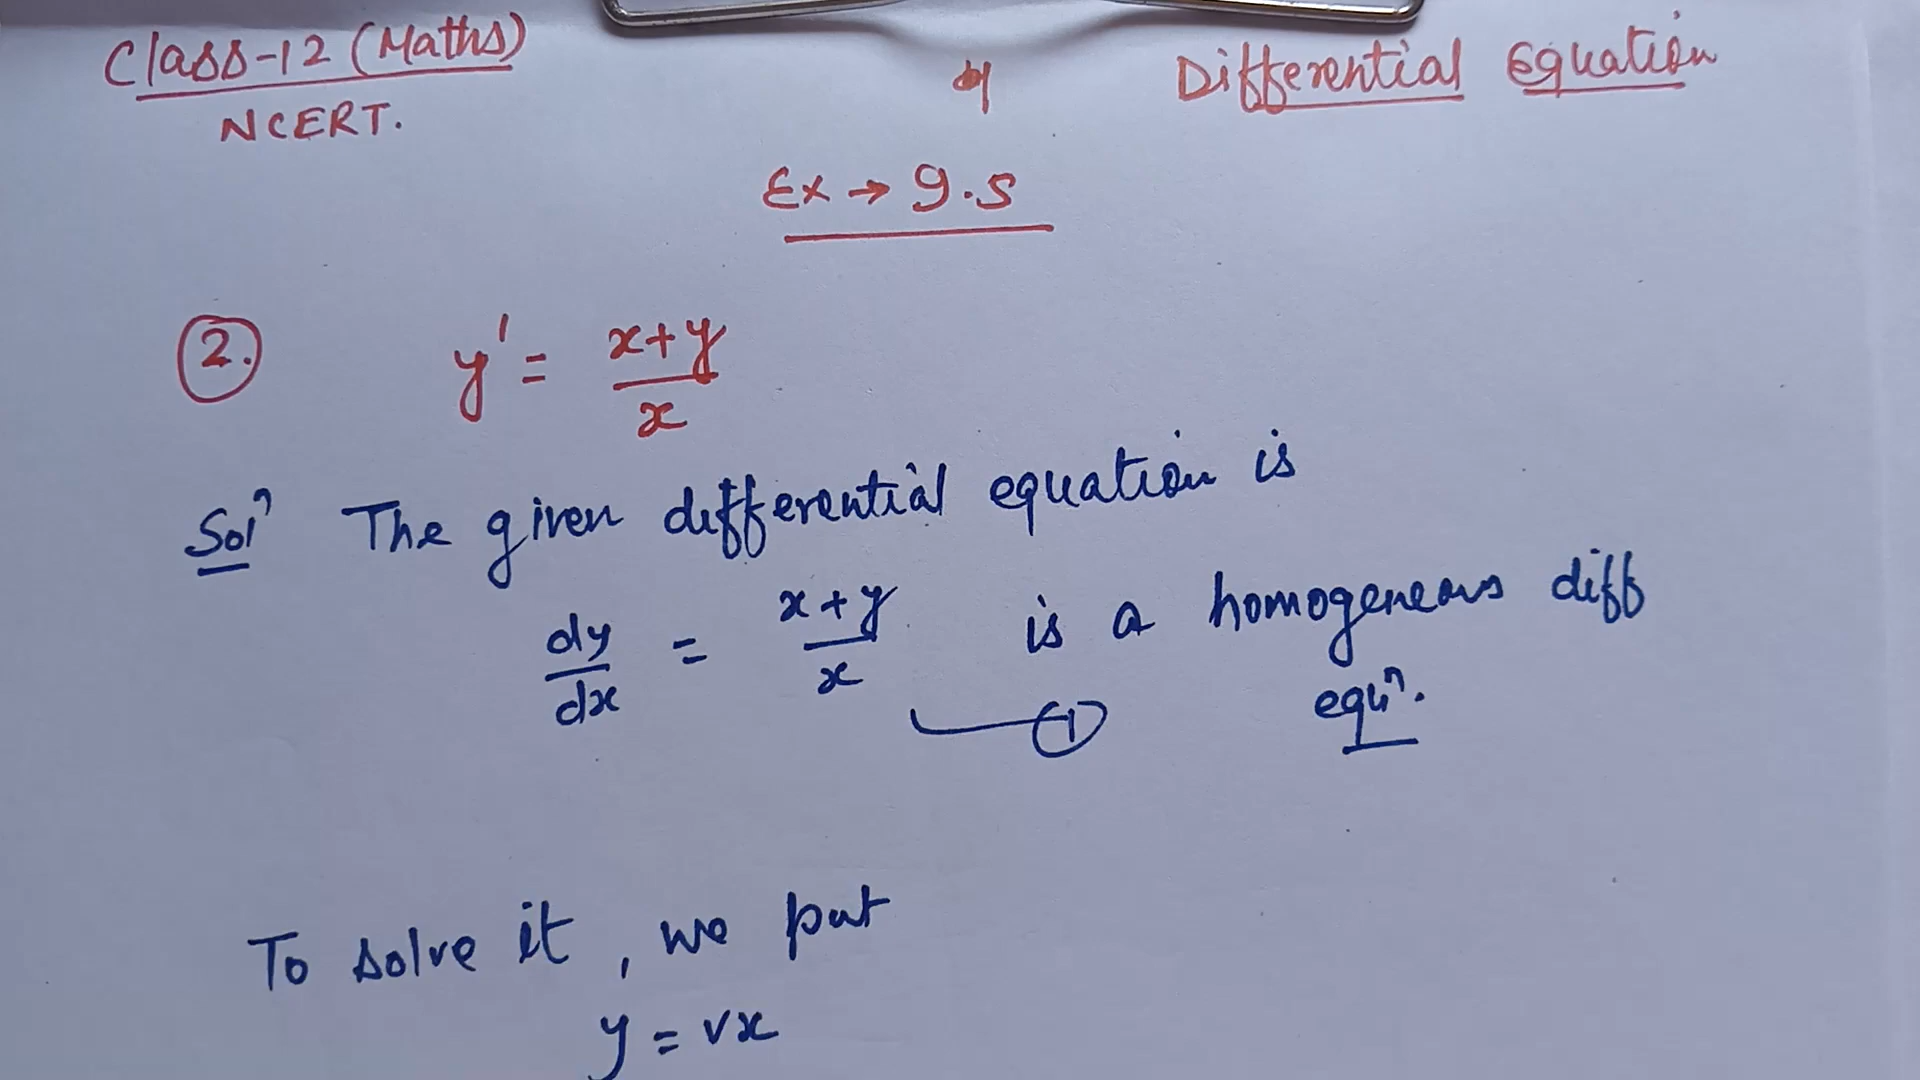 Class-12 (Maths)
NCERT.
Differential Equation
Ex → 9.5
2. y' = x+y / x
Solⁿ The given differential equation is
dy/dx = x+y / x is a homogeneous diff
① equⁿ.
To solve it, we put
y = vx